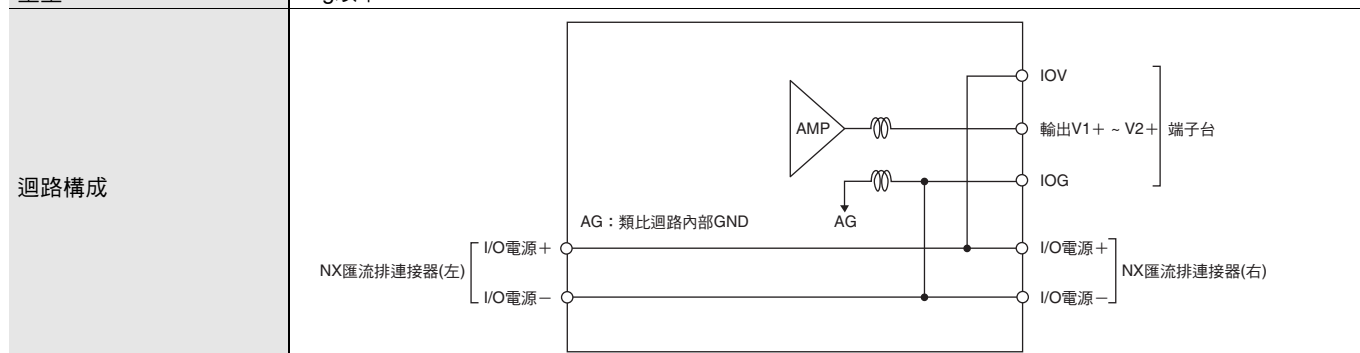 迴路構成
IOV
AMP
輸出V1＋ ~ V2＋
端子台
IOG
AG：類比迴路內部GND
AG
NX匯流排連接器(左)
I/O電源＋
I/O電源－
I/O電源＋
I/O電源－
NX匯流排連接器(右)